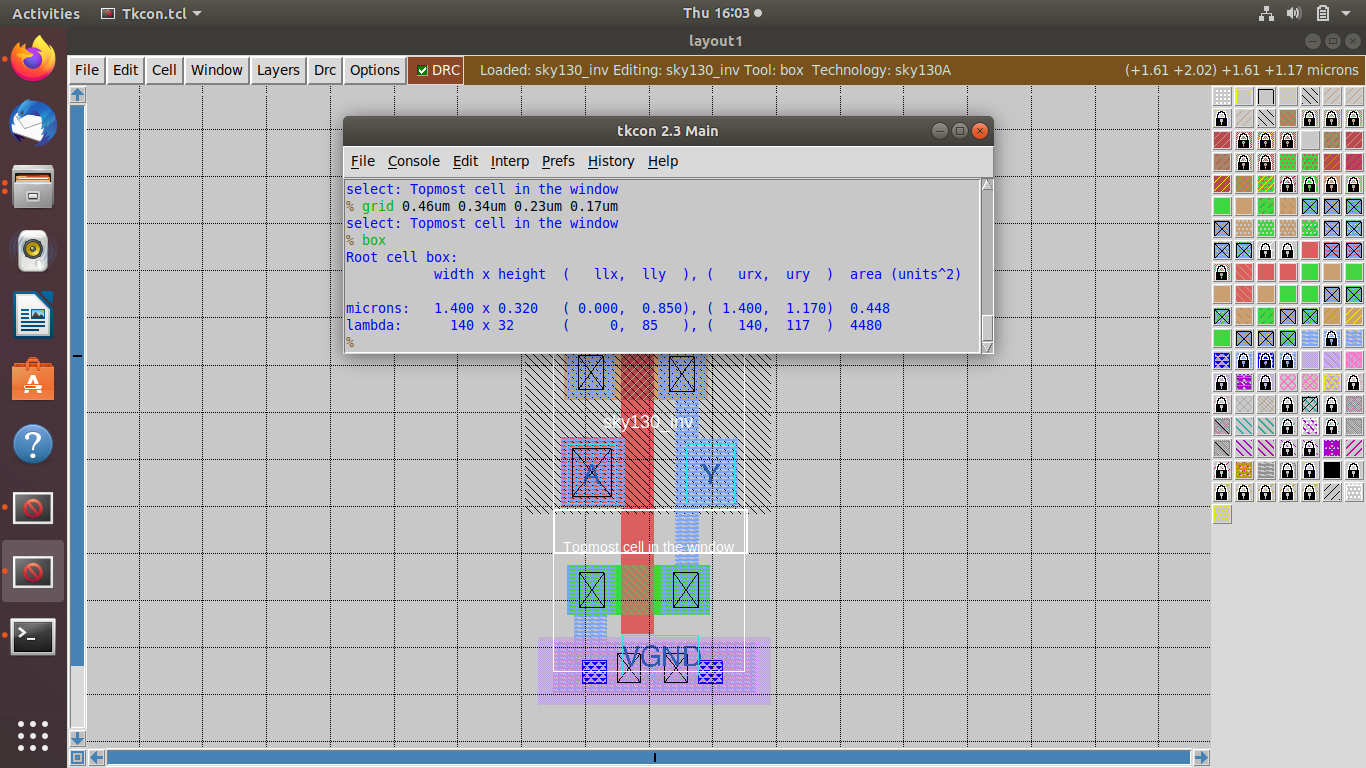 Activities Tkcon.tcl Thu 16:03
layout1
File Edit Cell Window Layers Drc Options DRC Loaded: sky130_inv Editing: sky130_inv Tool: box Technology: sky130A (+1.61 +2.02) +1.61 +1.17 microns
tkcon 2.3 Main
File Console Edit Interp Prefs History Help
select: Topmost cell in the window
% grid 0.46um 0.34um 0.23um 0.17um
select: Topmost cell in the window
% box
Root cell box:
width x height ( llx, lly ), ( urx, ury ) area (units^2)
microns: 1.400 x 0.320 ( 0.000, 0.850), ( 1.400, 1.170) 0.448
lambda: 140 x 32 ( 0, 85 ), ( 140, 117 ) 4480
%
sky130_inv
A Y
Topmost cell in the window
VGND